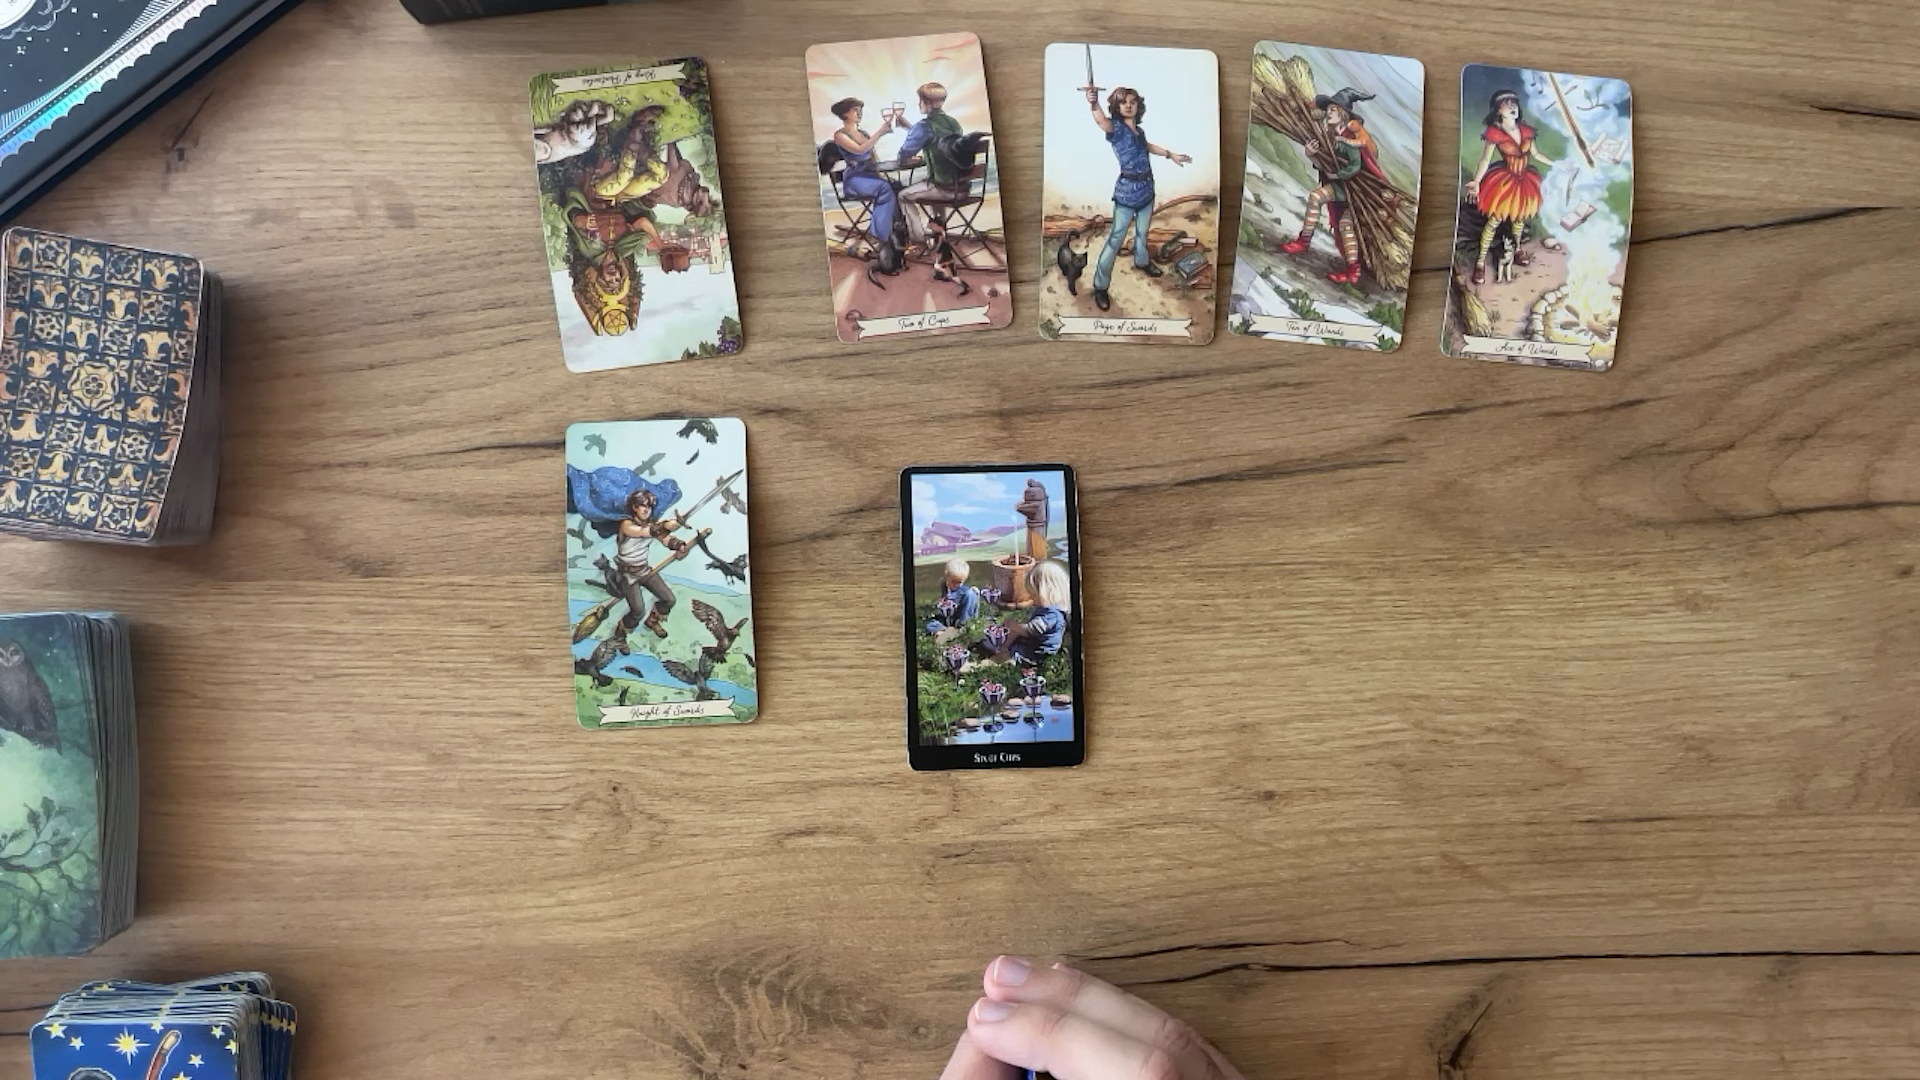 King of Pentacles
Two of Cups
Page of Swords
Ten of Wands
Ace of Wands
Knight of Swords
Six of Cups